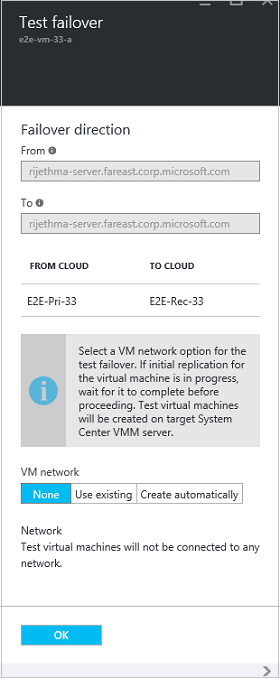 Test failover
e2e-vm-33-a
Failover direction
From
rijethma-server.fareast.corp.microsoft.com
To
rijethma-server.fareast.corp.microsoft.com
FROM CLOUD TO CLOUD
E2E-Pri-33 E2E-Rec-33
Select a VM network option for the
test failover. If initial replication for
the virtual machine is in progress,
wait for it to complete before
proceeding. Test virtual machines
will be created on target System
Center VMM server.
VM network
None Use existing Create automatically
Network
Test virtual machines will not be connected to any
network.
OK